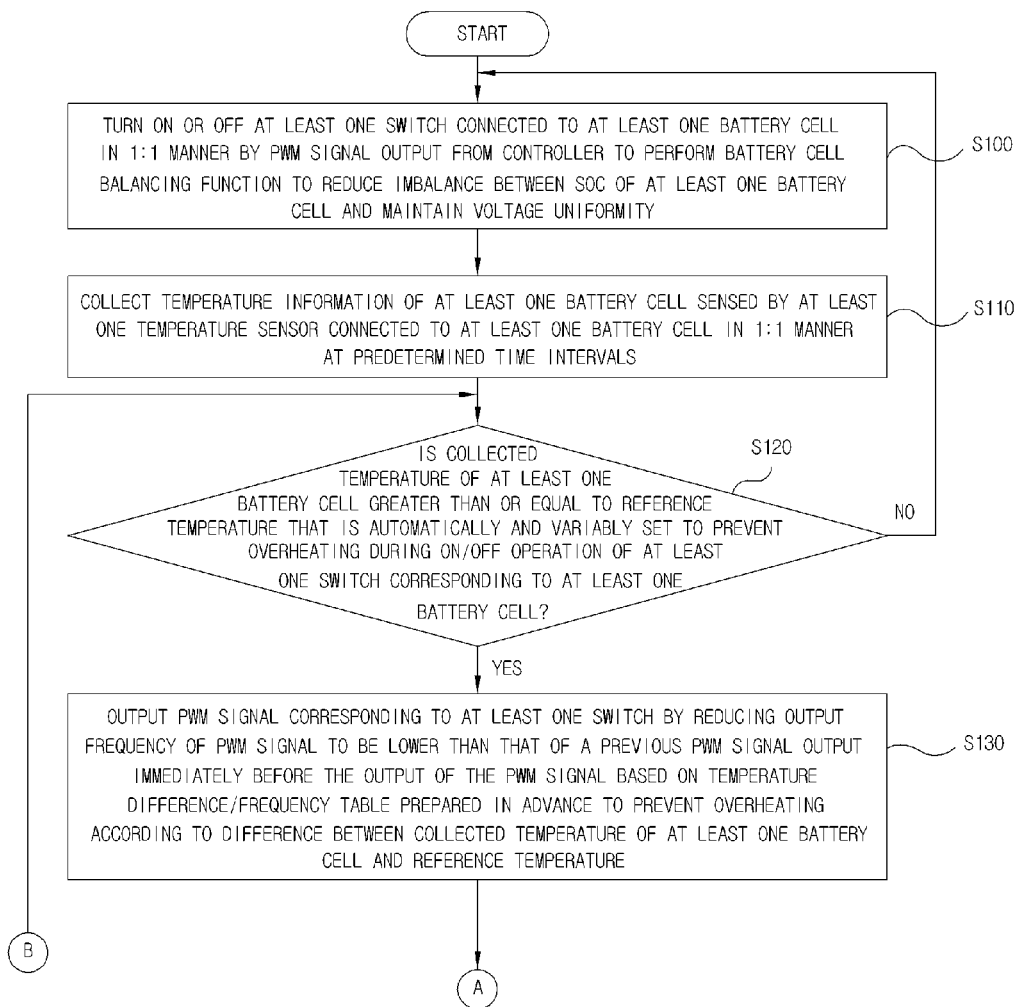 START
TURN ON OR OFF AT LEAST ONE SWITCH CONNECTED TO AT LEAST ONE BATTERY CELL
IN 1:1 MANNER BY PWM SIGNAL OUTPUT FROM CONTROLLER TO PERFORM BATTERY CELL
BALANCING FUNCTION TO REDUCE IMBALANCE BETWEEN SOC OF AT LEAST ONE BATTERY
CELL AND MAINTAIN VOLTAGE UNIFORMITY
S100
COLLECT TEMPERATURE INFORMATION OF AT LEAST ONE BATTERY CELL SENSED BY AT LEAST
ONE TEMPERATURE SENSOR CONNECTED TO AT LEAST ONE BATTERY CELL IN 1:1 MANNER
AT PREDETERMINED TIME INTERVALS
S110
IS COLLECTED
TEMPERATURE OF AT LEAST ONE
BATTERY CELL GREATER THAN OR EQUAL TO REFERENCE
TEMPERATURE THAT IS AUTOMATICALLY AND VARIABLY SET TO PREVENT
OVERHEATING DURING ON/OFF OPERATION OF AT LEAST
ONE SWITCH CORRESPONDING TO AT LEAST ONE
BATTERY CELL?
S120
NO
YES
OUTPUT PWM SIGNAL CORRESPONDING TO AT LEAST ONE SWITCH BY REDUCING OUTPUT
FREQUENCY OF PWM SIGNAL TO BE LOWER THAN THAT OF A PREVIOUS PWM SIGNAL OUTPUT
IMMEDIATELY BEFORE THE OUTPUT OF THE PWM SIGNAL BASED ON TEMPERATURE
DIFFERENCE/FREQUENCY TABLE PREPARED IN ADVANCE TO PREVENT OVERHEATING
ACCORDING TO DIFFERENCE BETWEEN COLLECTED TEMPERATURE OF AT LEAST ONE BATTERY
CELL AND REFERENCE TEMPERATURE
S130
B
A